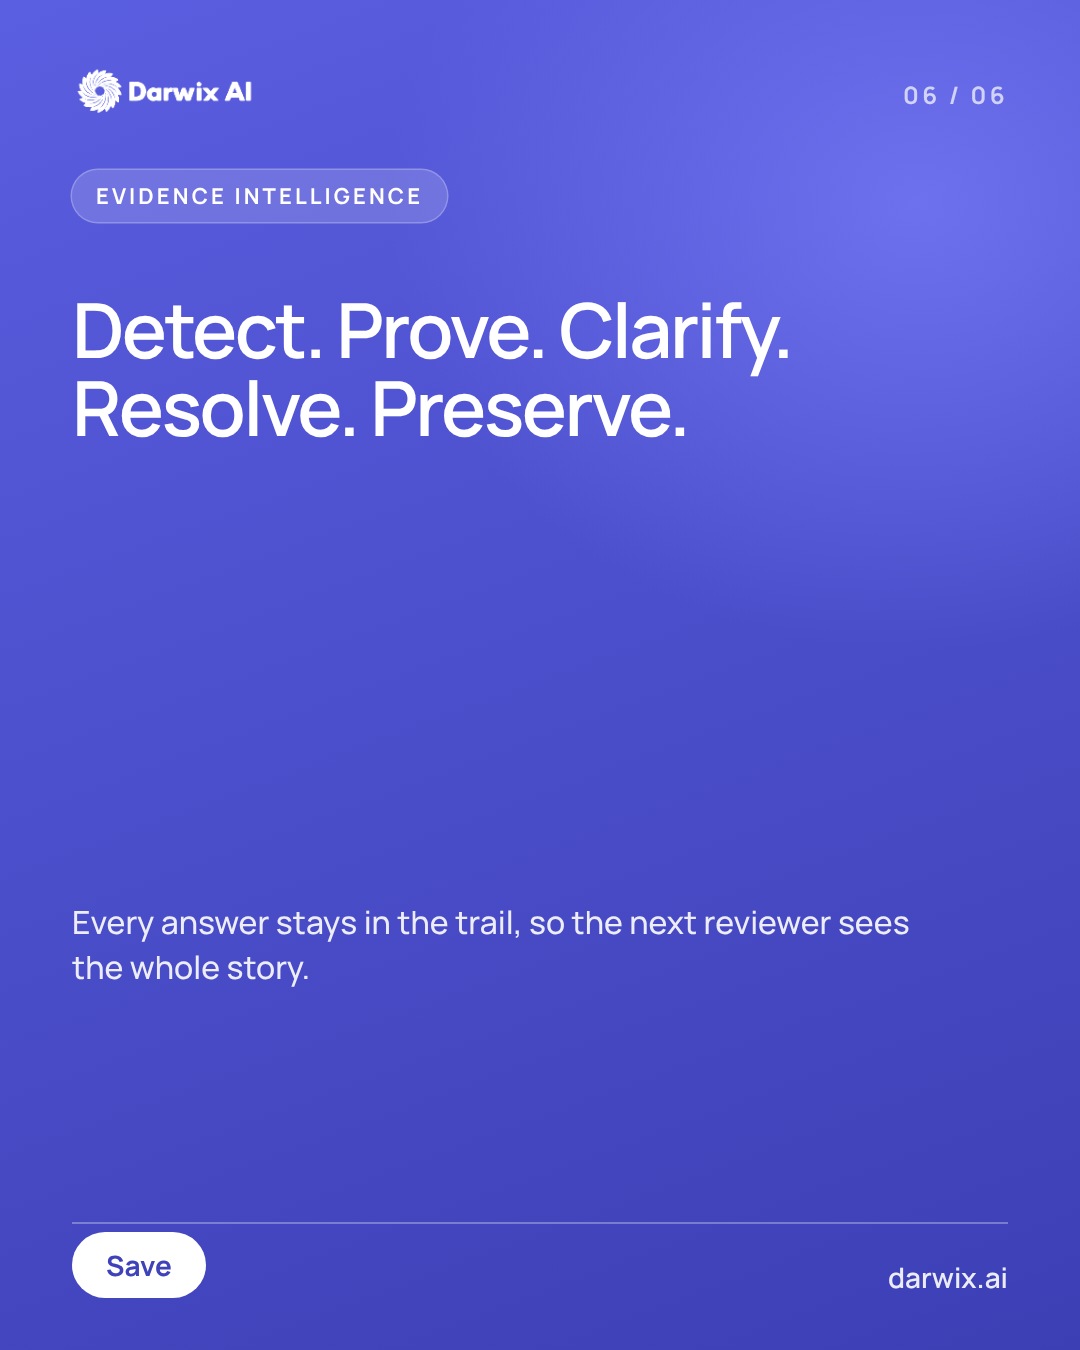 Darwix AI
06 / 06
EVIDENCE INTELLIGENCE
Detect. Prove. Clarify.
Resolve. Preserve.
Every answer stays in the trail, so the next reviewer sees
the whole story.
Save
darwix.ai